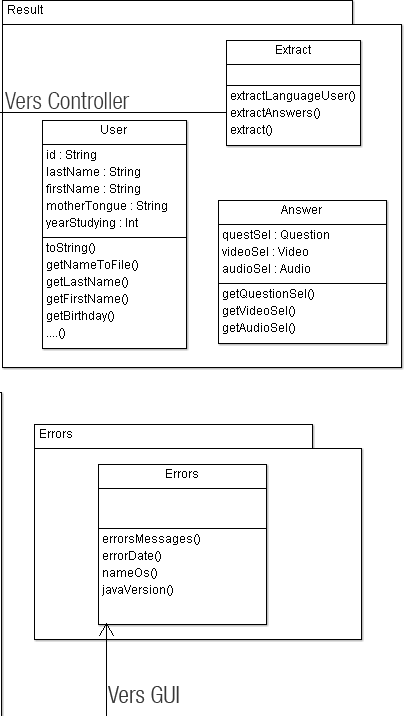 Result
Extract
extractLanguageUser()
extractAnswers()
extract()
Vers Controller
User
id : String
lastName : String
firstName : String
motherTongue : String
yearStudying : Int
toString()
getNameToFile()
getLastName()
getFirstName()
getBirthday()
....()
Answer
questSel : Question
videoSel : Video
audioSel : Audio
getQuestionSel()
getVideoSel()
getAudioSel()
Errors
Errors
errorsMessages()
errorDate()
nameOs()
javaVersion()
Vers GUI